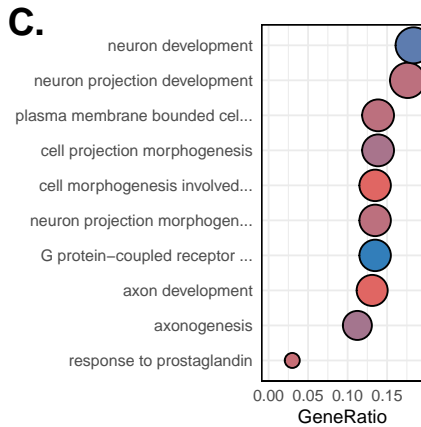 C.
neuron development
neuron projection development
plasma membrane bounded cel...
cell projection morphogenesis
cell morphogenesis involved...
neuron projection morphogen...
G protein−coupled receptor ...
axon development
axonogenesis
response to prostaglandin
0.00 0.05 0.10 0.15
GeneRatio